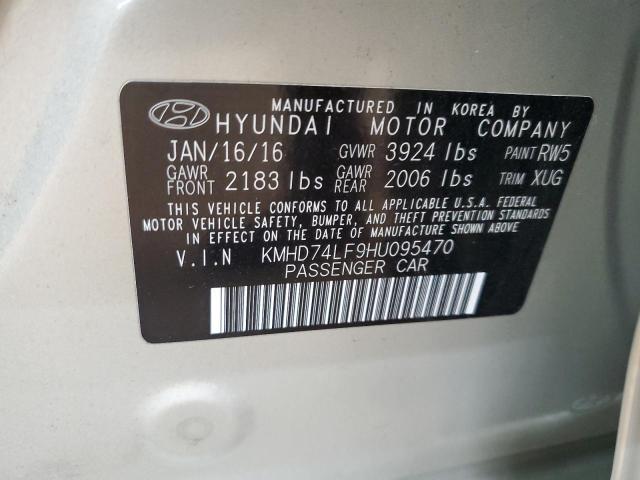 MANUFACTURED IN KOREA BY
HYUNDAI MOTOR COMPANY
JAN/16/16 GVWR 3924 lbs PAINT RW5
GAWR FRONT 2183 lbs GAWR REAR 2006 lbs TRIM XUG
THIS VEHICLE CONFORMS TO ALL APPLICABLE U.S.A. FEDERAL
MOTOR VEHICLE SAFETY, BUMPER, AND THEFT PREVENTION STANDARDS
IN EFFECT ON THE DATE OF MANUFACTURE SHOWN ABOVE.
V.I.N KMHD74LF9HU095470
PASSENGER CAR